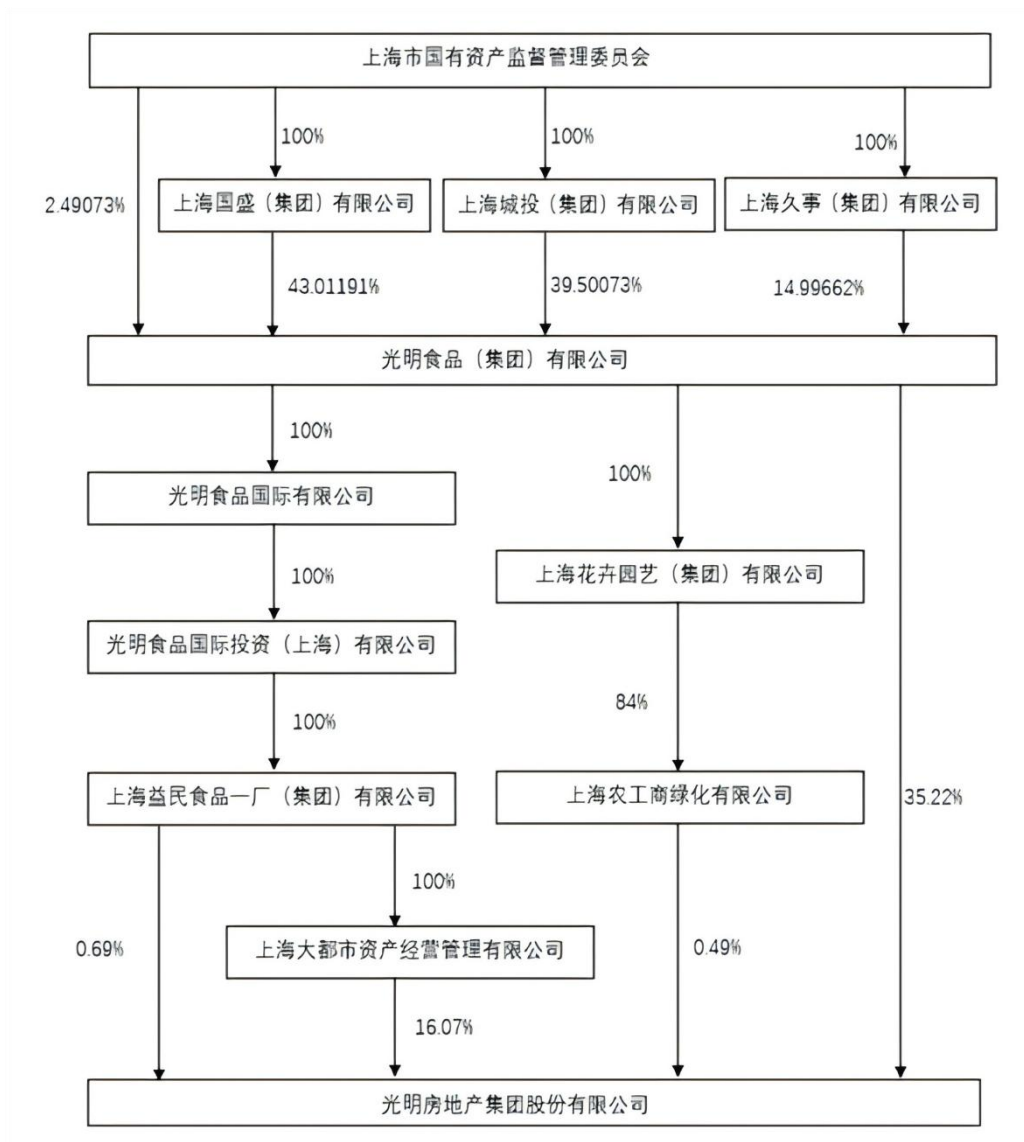 上海市国有资产监督管理委员会
100%
100%
100%
2.49073%
上海国盛（集团）有限公司
上海城投（集团）有限公司
上海久事（集团）有限公司
43.01191%
39.50073%
14.99662%
光明食品（集团）有限公司
100%
100%
光明食品国际有限公司
100%
上海花卉园艺（集团）有限公司
光明食品国际投资（上海）有限公司
84%
100%
上海益民食品一厂（集团）有限公司
上海农工商绿化有限公司
35.22%
100%
0.69%
上海大都市资产经营管理有限公司
0.49%
16.07%
光明房地产集团股份有限公司